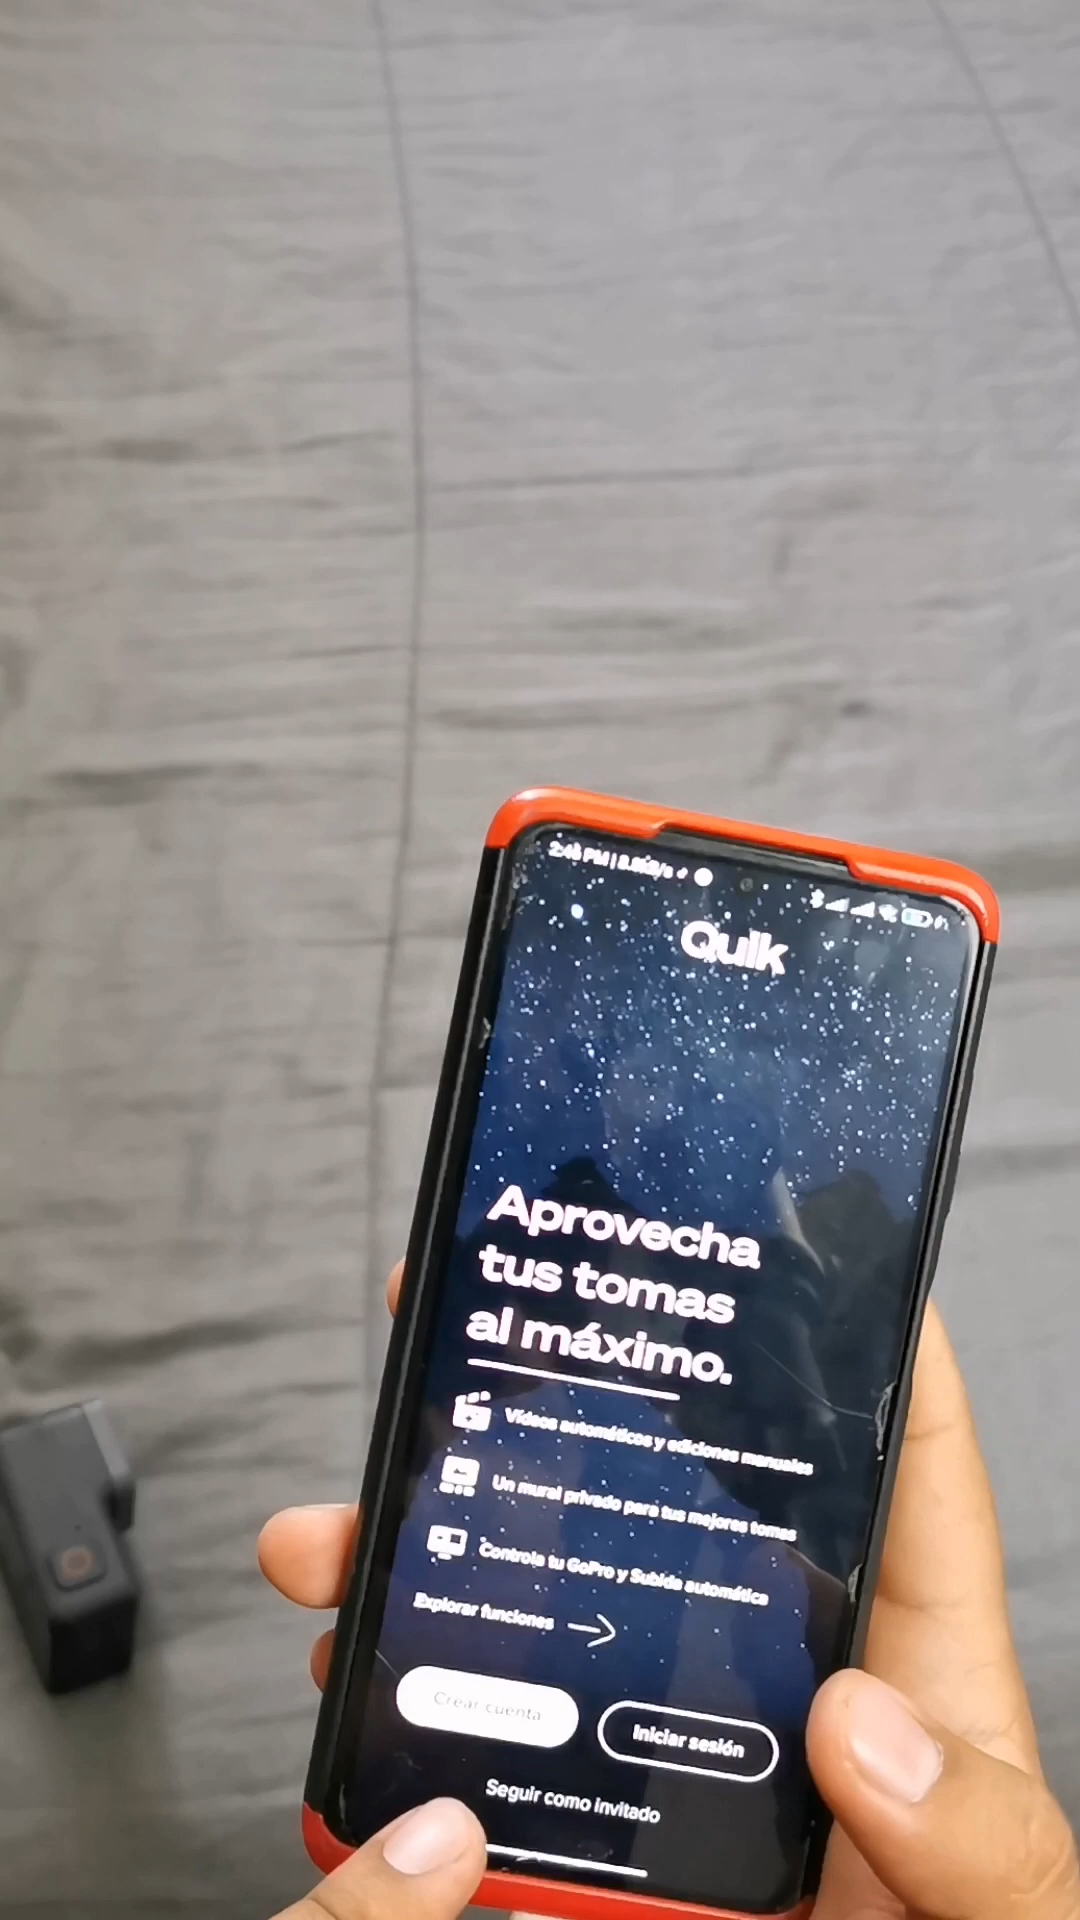 Quik
Aprovecha
tus tomas
al máximo.
Vídeos automáticos y ediciones manuales
Un mural privado para tus mejores tomas
Controla tu GoPro y Subida automática
Explorar funciones
Crear cuenta
Iniciar sesión
Seguir como invitado